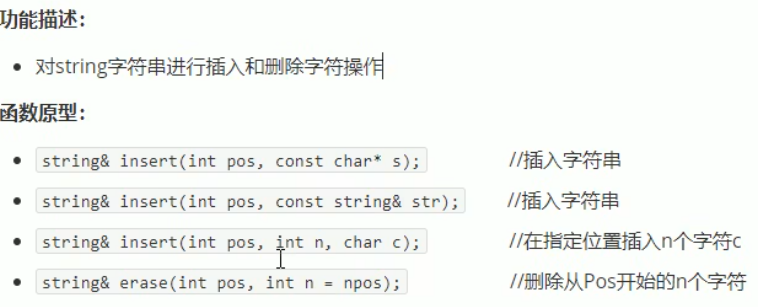 功能描述：
• 对string字符串进行插入和删除字符操作
函数原型：
• string& insert(int pos, const char* s); //插入字符串
• string& insert(int pos, const string& str); //插入字符串
• string& insert(int pos, int n, char c); //在指定位置插入n个字符c
• string& erase(int pos, int n = npos); //删除从Pos开始的n个字符